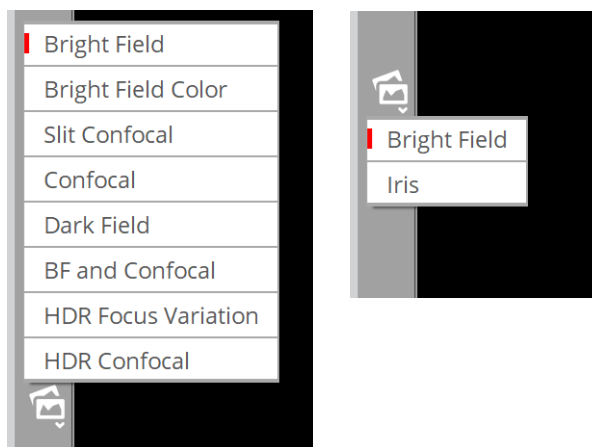 Bright Field
Bright Field Color
Slit Confocal
Confocal
Dark Field
BF and Confocal
HDR Focus Variation
HDR Confocal
Bright Field
Iris